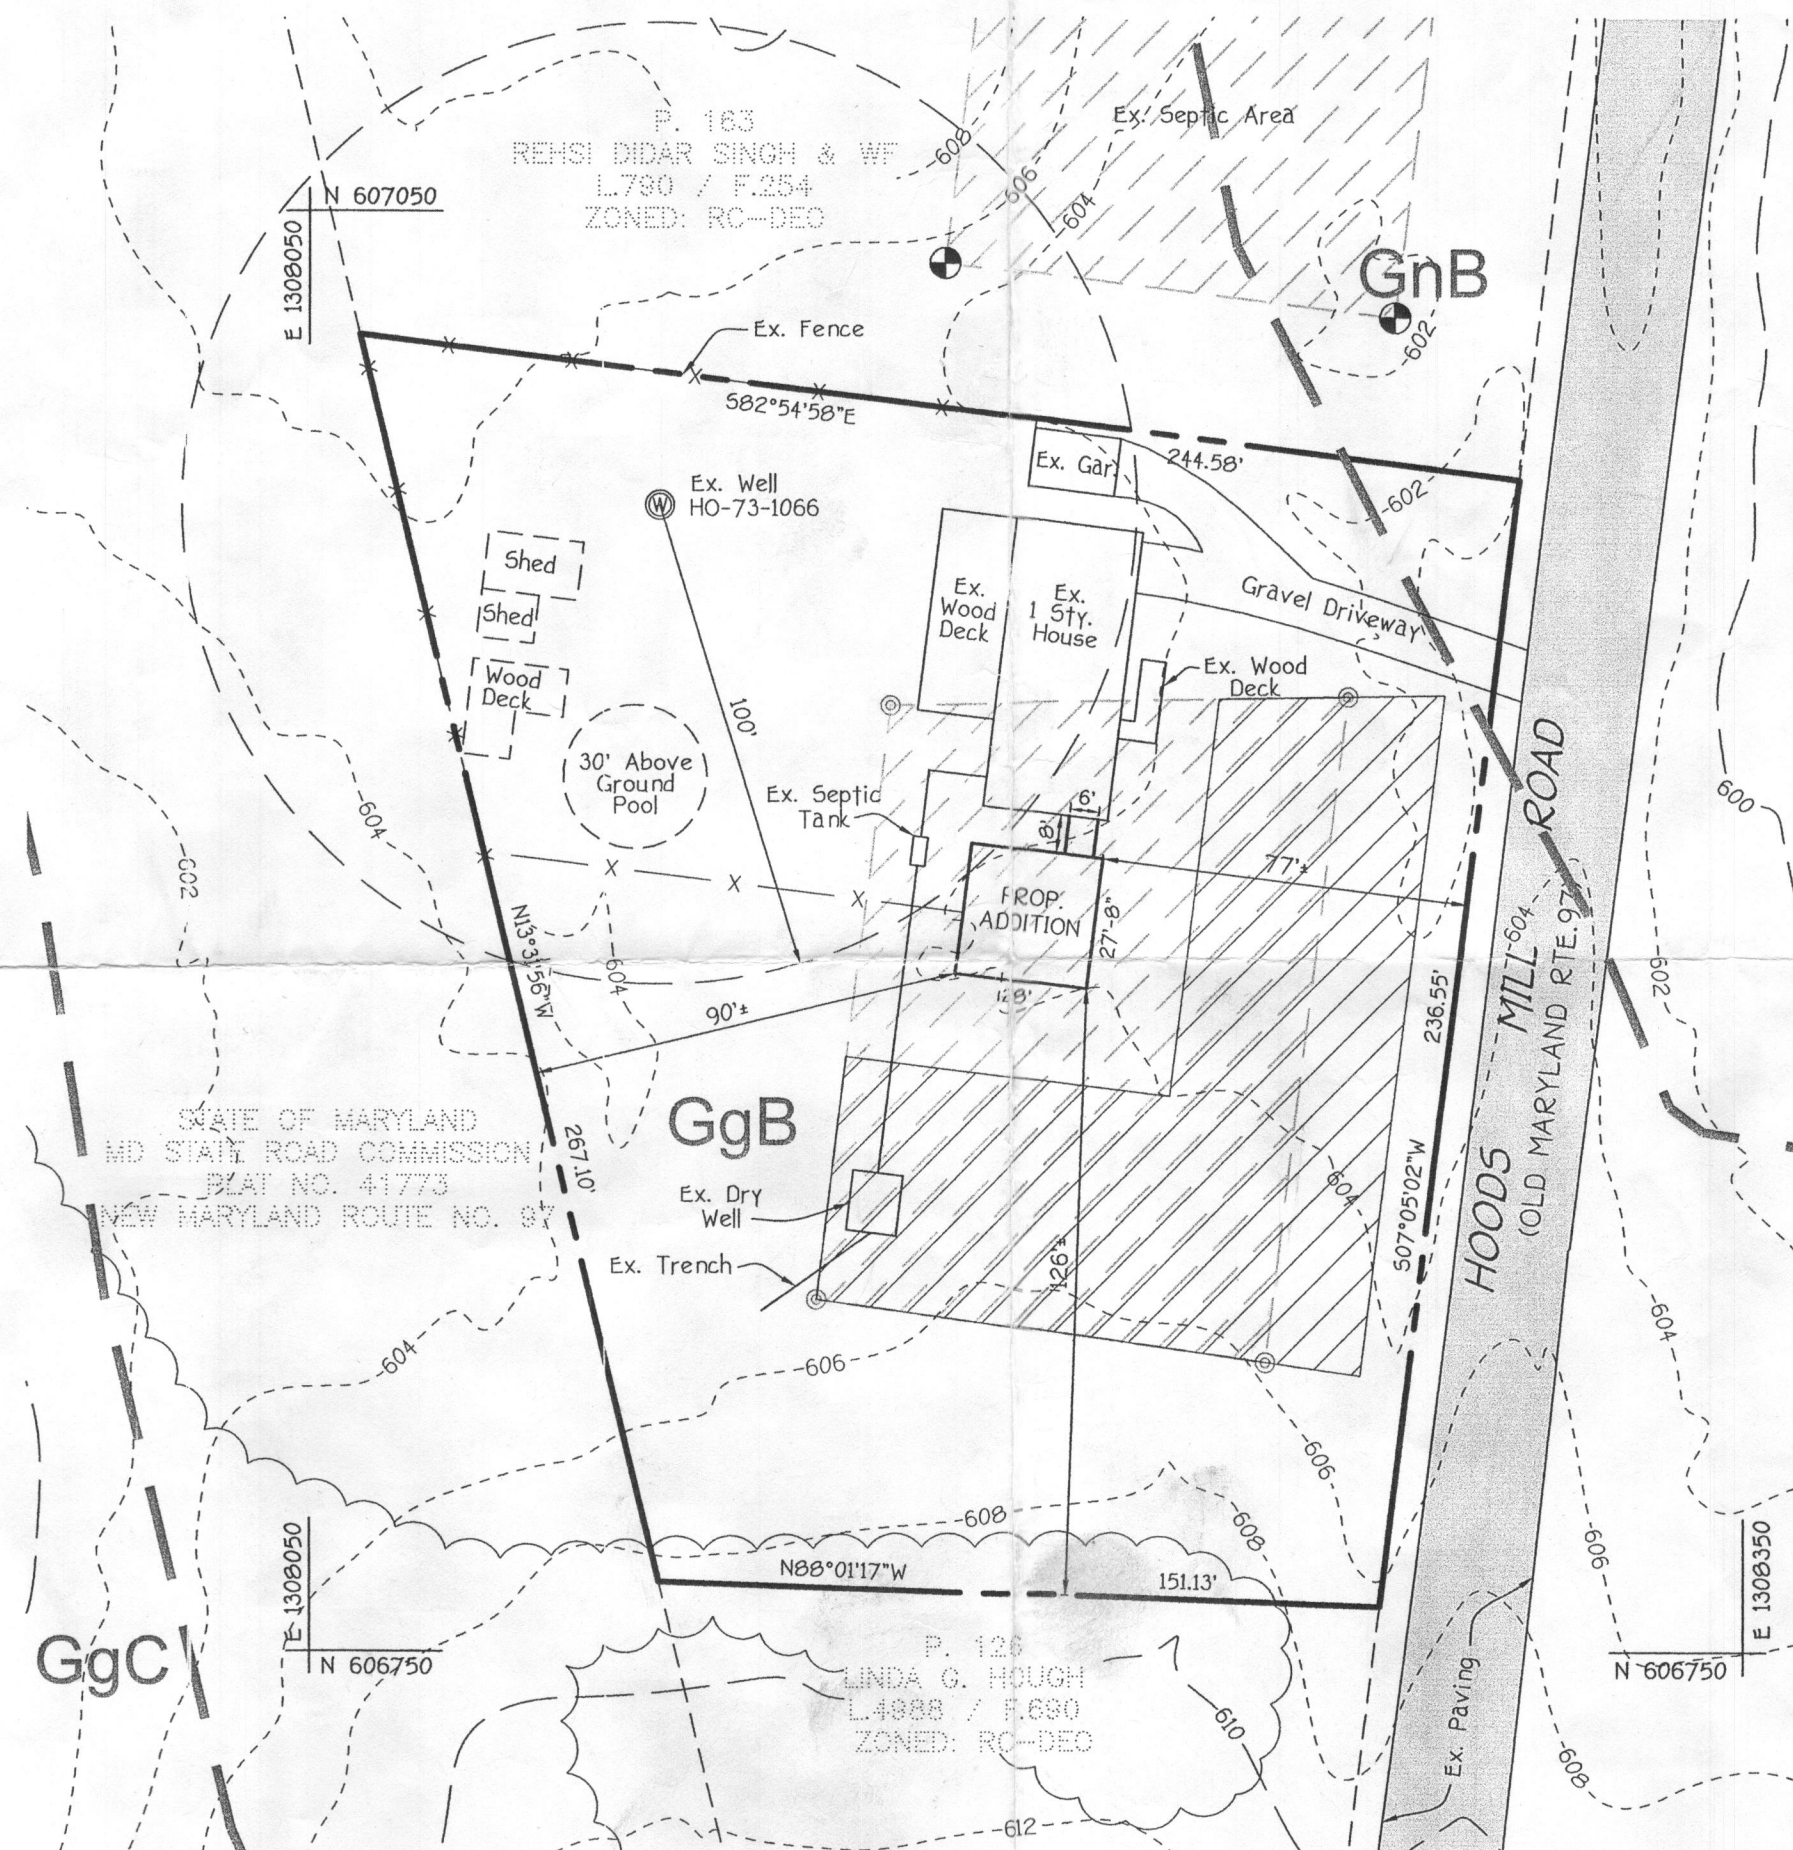 P. 163
REHSI DIDAR SINGH & WF
L.790 / F.254
ZONED: RC-DEO
Ex. Septic Area
608
606
604
N 607050
E 1308050
GnB
602
Ex. Fence
S82°54'58"E
244.58'
Ex. Gar.
602
Ex. Well
HO-73-1066
W
Shed
Shed
Wood
Deck
Ex.
Wood
Deck
Ex.
1 Sty.
House
Gravel Driveway
Ex. Wood
Deck
100'
30' Above
Ground
Pool
Ex. Septic
Tank
6'
8'
77'±
PROP.
ADDITION
27'-8"
28'
90'±
604
602
604
N13°31'56"W
267.10'
236.55'
S07°05'02"W
HOODS MILL ROAD
(OLD MARYLAND RTE.97)
604
600
602
STATE OF MARYLAND
MD STATE ROAD COMMISSION
PLAT NO. 41773
NEW MARYLAND ROUTE NO. 97
GgB
Ex. Dry
Well
Ex. Trench
126'±
604
604
604
606
606
606
608
608
N88°01'17"W
151.13'
E 1308050
N 606750
GgC
P. 126
LINDA G. HOUGH
L.4988 / F.690
ZONED: RC-DEO
610
612
608
Ex. Paving
E 1308350
N 606750